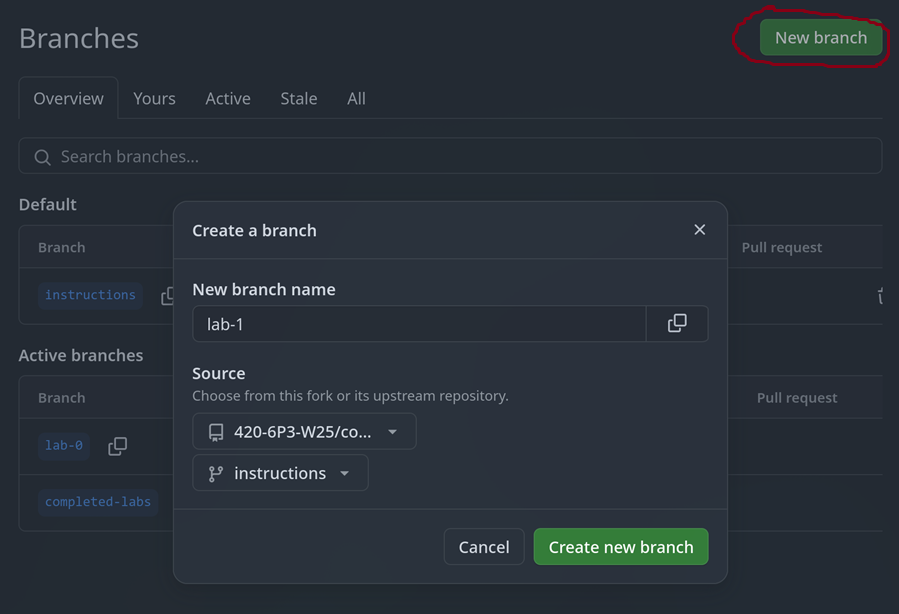 Branches
New branch
Overview Yours Active Stale All
Search branches...
Default
Branch Pull request
instructions
Active branches
Branch Pull request
lab-0
completed-labs
Create a branch
New branch name
lab-1
Source
Choose from this fork or its upstream repository.
420-6P3-W25/co...
instructions
Cancel Create new branch